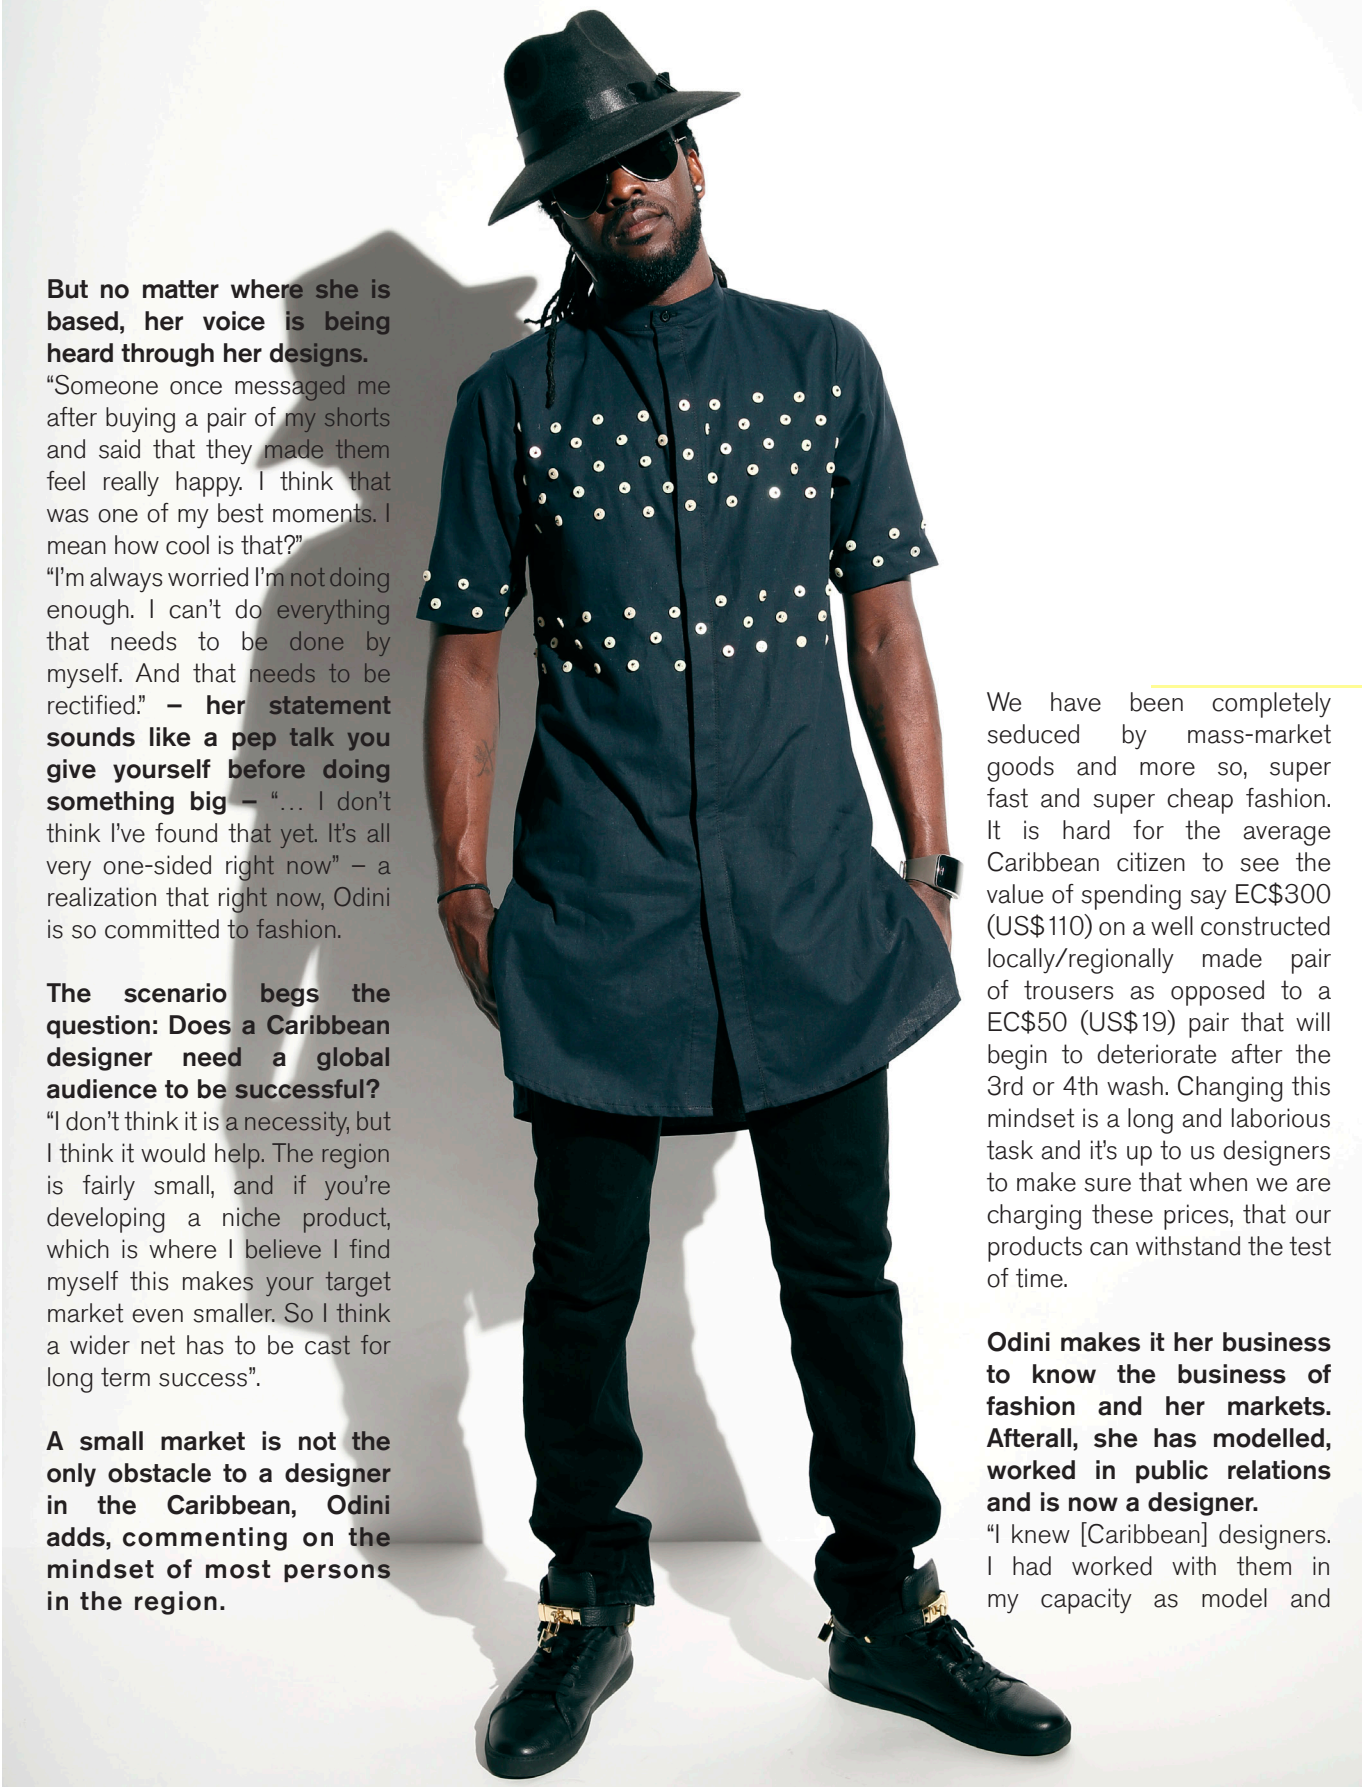 But no matter where she is
based, her voice is being
heard through her designs.
“Someone once messaged me
after buying a pair of my shorts
and said that they made them
feel really happy. I think that
was one of my best moments. I
mean how cool is that?”
“I’m always worried I’m not doing
enough. I can’t do everything
that needs to be done by
myself. And that needs to be
rectified.” – her statement
sounds like a pep talk you
give yourself before doing
something big – “… I don’t
think I’ve found that yet. It’s all
very one-sided right now” – a
realization that right now, Odini
is so committed to fashion.
The scenario begs the
question: Does a Caribbean
designer need a global
audience to be successful?
“I don’t think it is a necessity, but
I think it would help. The region
is fairly small, and if you’re
developing a niche product,
which is where I believe I find
myself this makes your target
market even smaller. So I think
a wider net has to be cast for
long term success”.
A small market is not the
only obstacle to a designer
in the Caribbean, Odini
adds, commenting on the
mindset of most persons
in the region.
We have been completely
seduced by mass-market
goods and more so, super
fast and super cheap fashion.
It is hard for the average
Caribbean citizen to see the
value of spending say EC$300
(US$110) on a well constructed
locally/regionally made pair
of trousers as opposed to a
EC$50 (US$19) pair that will
begin to deteriorate after the
3rd or 4th wash. Changing this
mindset is a long and laborious
task and it’s up to us designers
to make sure that when we are
charging these prices, that our
products can withstand the test
of time.
Odini makes it her business
to know the business of
fashion and her markets.
Afterall, she has modelled,
worked in public relations
and is now a designer.
“I knew [Caribbean] designers.
I had worked with them in
my capacity as model and